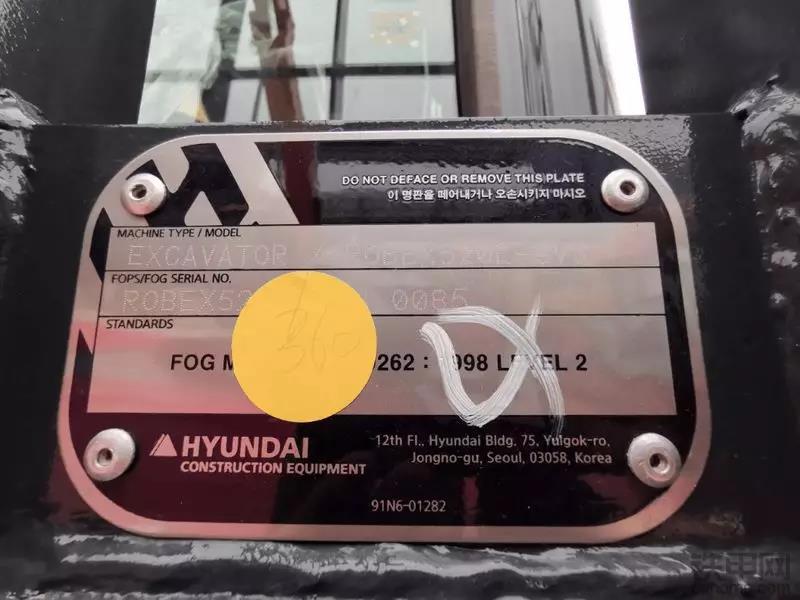 DO NOT DEFACE OR REMOVE THIS PLATE
이 명판을 떼어내거나 오손시키지 마시오
MACHINE TYPE / MODEL
EXCAVATOR /
FOPS/FOG SERIAL NO.
0085
STANDARDS
FOG 262 : 998 LEVEL 2
360
HYUNDAI
CONSTRUCTION EQUIPMENT
12th Fl., Hyundai Bldg. 75, Yulgok-ro,
Jongno-gu, Seoul, 03058, Korea
91N6-01282